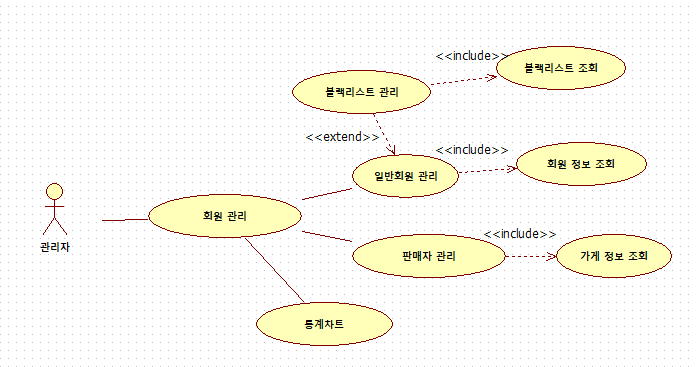 <<include>>
블랙리스트 조회
블랙리스트 관리
<<extend>>
<<include>>
회원 정보 조회
일반회원 관리
회원 관리
관리자
<<include>>
판매자 관리
가게 정보 조회
통계차트